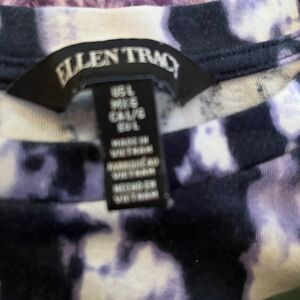 ELLEN TRACY
US L
MX G
CA L/G
EU L
MADE IN
VIETNAM
FABRIQUÉ AU
VIETNAM
HECHO EN
VIETNAM